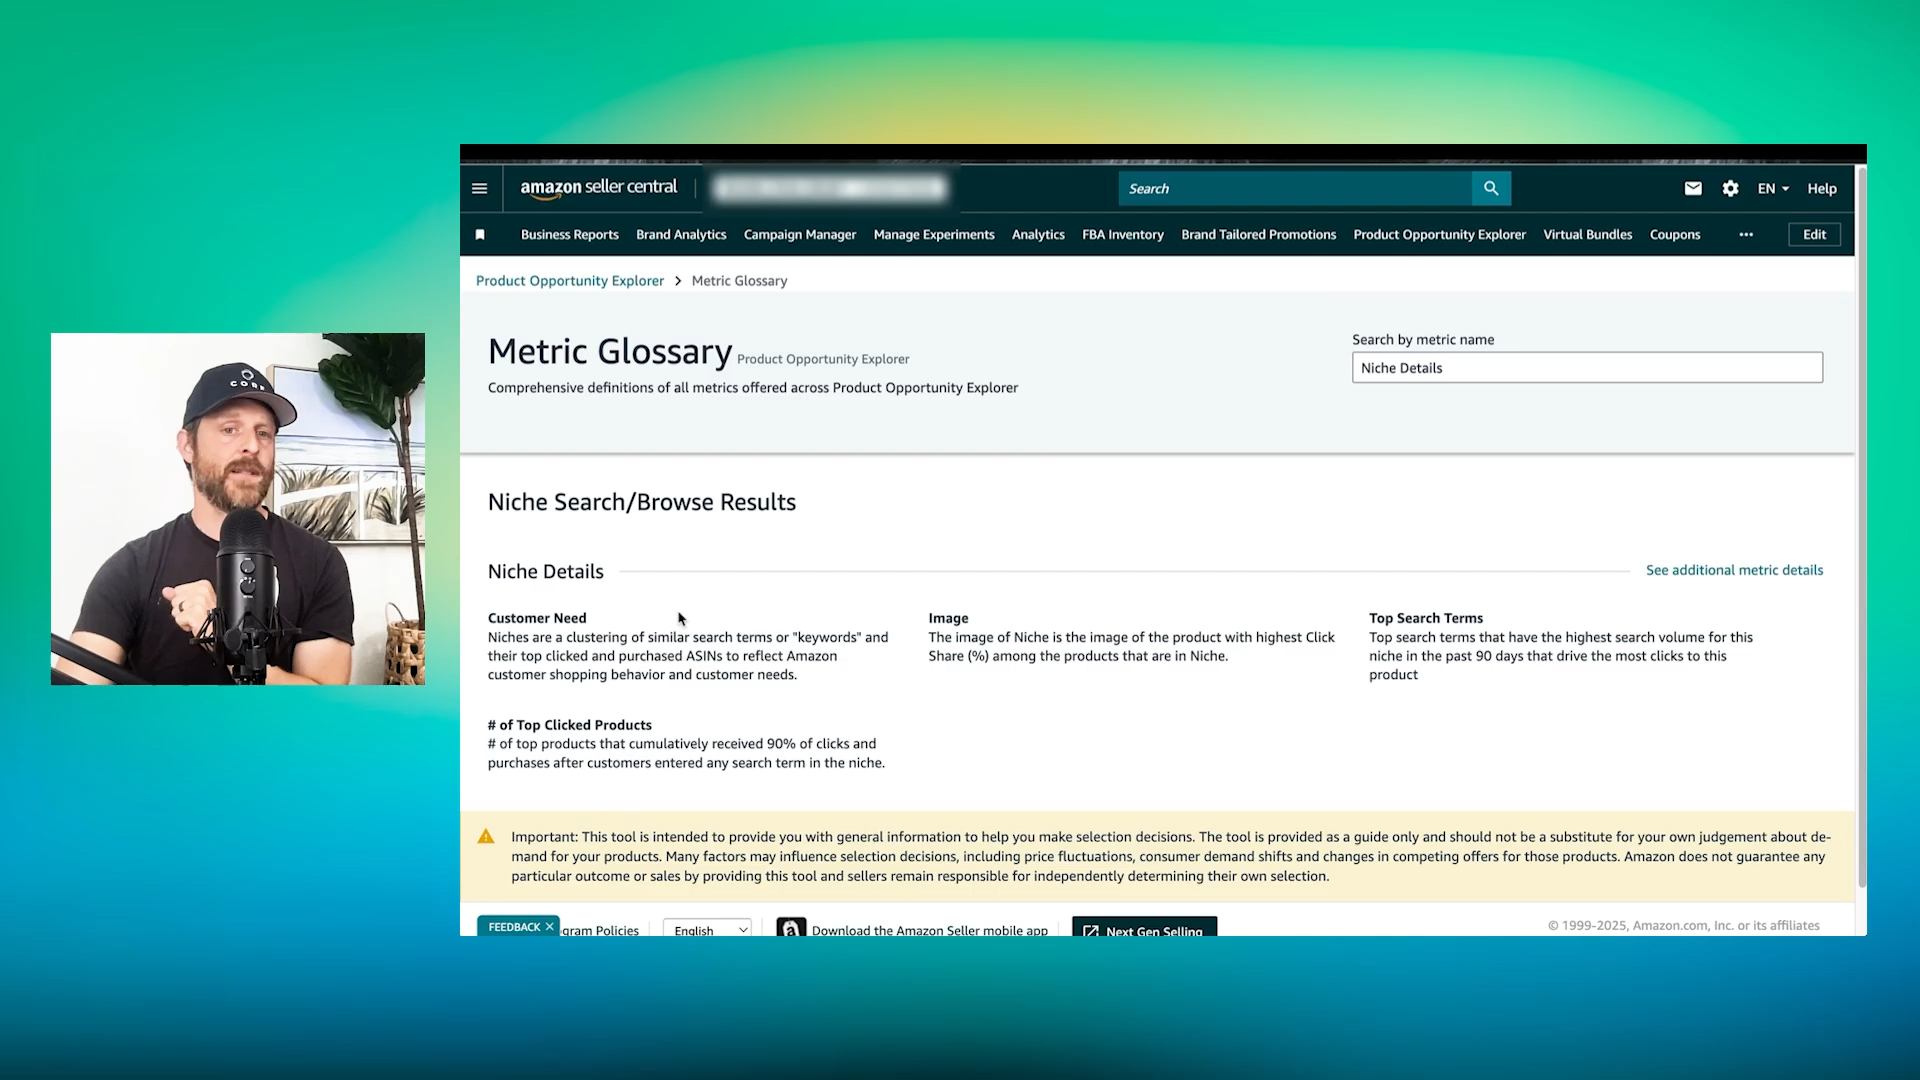 amazon seller central
Search
EN
Help
Business Reports
Brand Analytics
Campaign Manager
Manage Experiments
Analytics
FBA Inventory
Brand Tailored Promotions
Product Opportunity Explorer
Virtual Bundles
Coupons
Edit
Product Opportunity Explorer > Metric Glossary
Metric Glossary Product Opportunity Explorer
Comprehensive definitions of all metrics offered across Product Opportunity Explorer
Search by metric name
Niche Details
Niche Search/Browse Results
Niche Details
See additional metric details
Customer Need
Niches are a clustering of similar search terms or "keywords" and
their top clicked and purchased ASINs to reflect Amazon
customer shopping behavior and customer needs.
Image
The image of Niche is the image of the product with highest Click
Share (%) among the products that are in Niche.
Top Search Terms
Top search terms that have the highest search volume for this
niche in the past 90 days that drive the most clicks to this
product
# of Top Clicked Products
# of top products that cumulatively received 90% of clicks and
purchases after customers entered any search term in the niche.
Important: This tool is intended to provide you with general information to help you make selection decisions. The tool is provided as a guide only and should not be a substitute for your own judgement about de-
mand for your products. Many factors may influence selection decisions, including price fluctuations, consumer demand shifts and changes in competing offers for those products. Amazon does not guarantee any
particular outcome or sales by providing this tool and sellers remain responsible for independently determining their own selection.
FEEDBACK
gram Policies
English
Download the Amazon Seller mobile app
Next Gen Selling
© 1999-2025, Amazon.com, Inc. or its affiliates